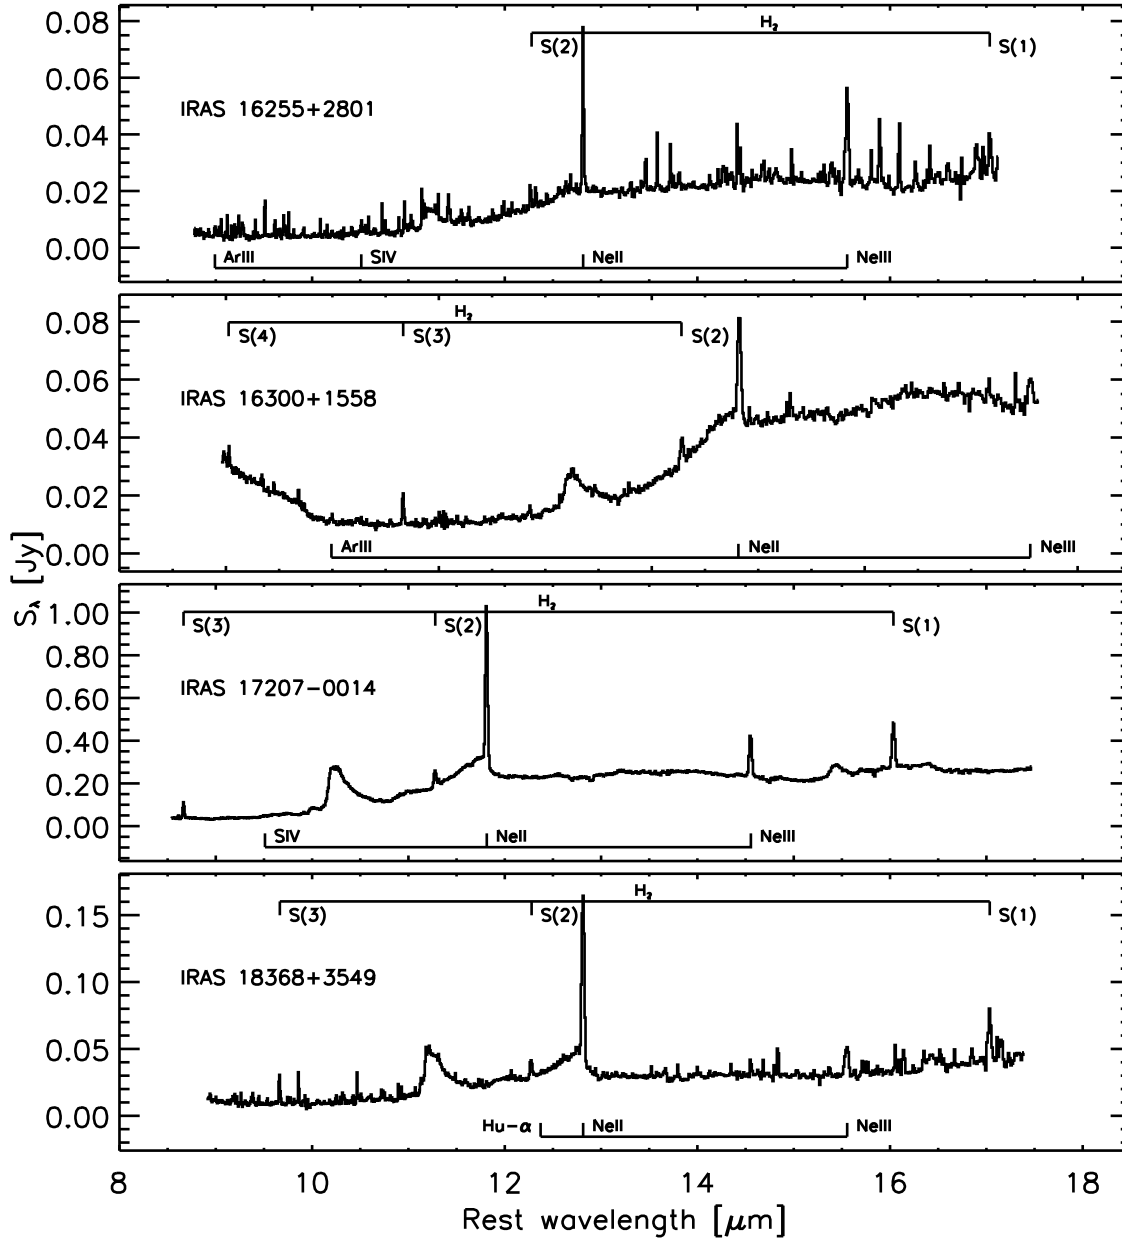 0.08
0.06
0.04
0.02
0.00
H₂
S(2)
S(1)
IRAS 16255+2801
ArIII
SIV
NeII
NeIII
0.08
0.06
0.04
0.02
0.00
H₂
S(4)
S(3)
S(2)
IRAS 16300+1558
ArIII
NeII
NeIII
S_λ [Jy]
1.00
0.80
0.60
0.40
0.20
0.00
H₂
S(3)
S(2)
S(1)
IRAS 17207−0014
SIV
NeII
NeIII
0.15
0.10
0.05
0.00
H₂
S(3)
S(2)
S(1)
IRAS 18368+3549
Hu−α
NeII
NeIII
8 10 12 14 16 18
Rest wavelength [μm]